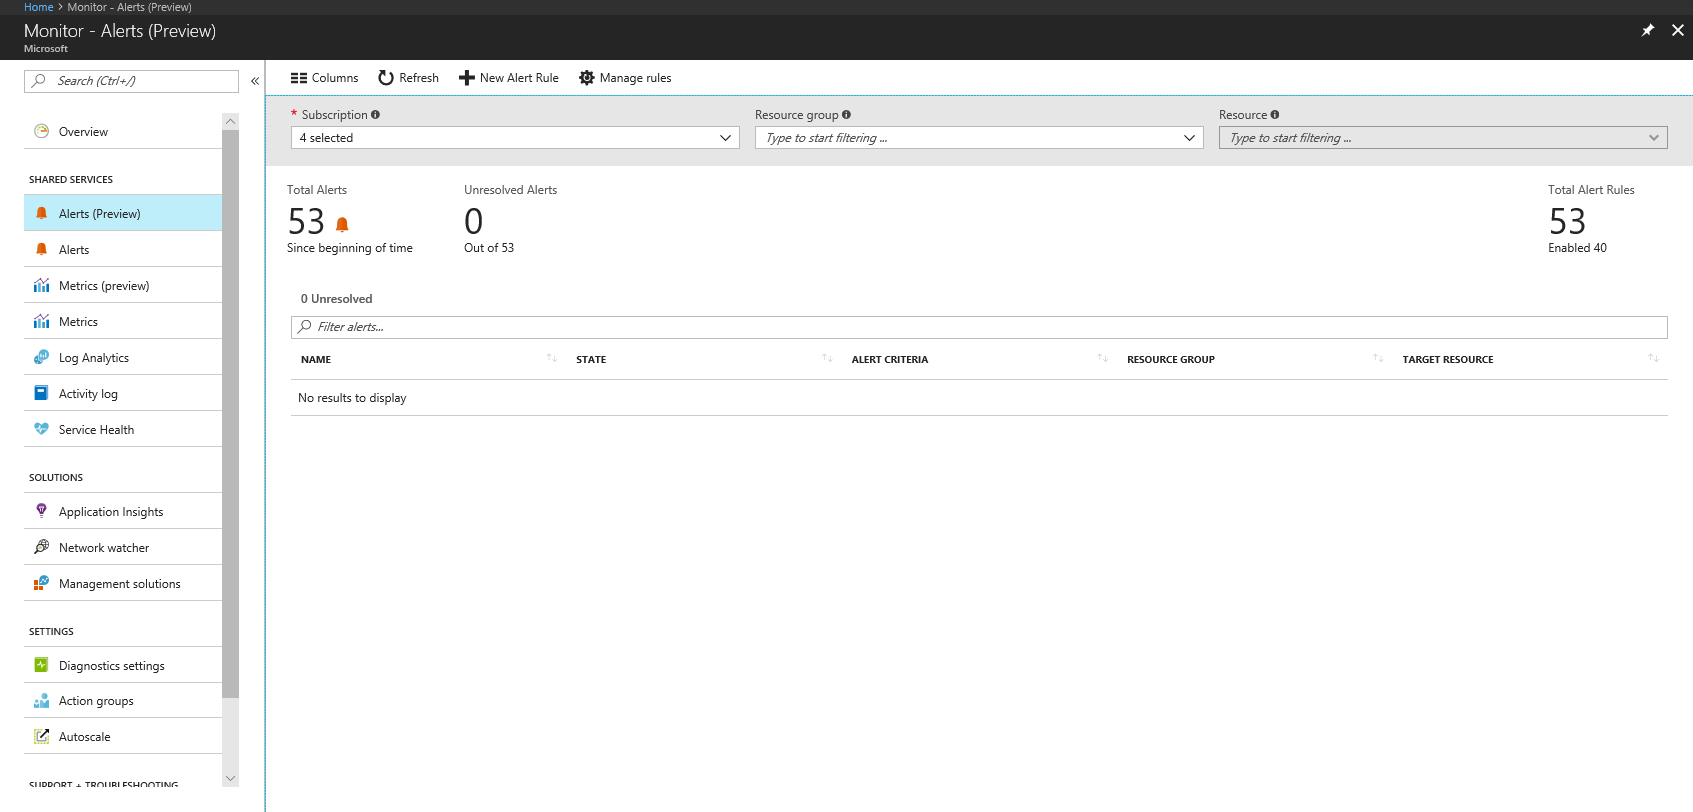 Home > Monitor - Alerts (Preview)
Monitor - Alerts (Preview)
Microsoft
Search (Ctrl+/)
«
Overview
SHARED SERVICES
Alerts (Preview)
Alerts
Metrics (preview)
Metrics
Log Analytics
Activity log
Service Health
SOLUTIONS
Application Insights
Network watcher
Management solutions
SETTINGS
Diagnostics settings
Action groups
Autoscale
SUPPORT + TROUBLESHOOTING
Columns Refresh New Alert Rule Manage rules
* Subscription Resource group Resource
4 selected Type to start filtering ... Type to start filtering ...
Total Alerts Unresolved Alerts Total Alert Rules
53 0 53
Since beginning of time Out of 53 Enabled 40
0 Unresolved
Filter alerts...
NAME STATE ALERT CRITERIA RESOURCE GROUP TARGET RESOURCE
No results to display